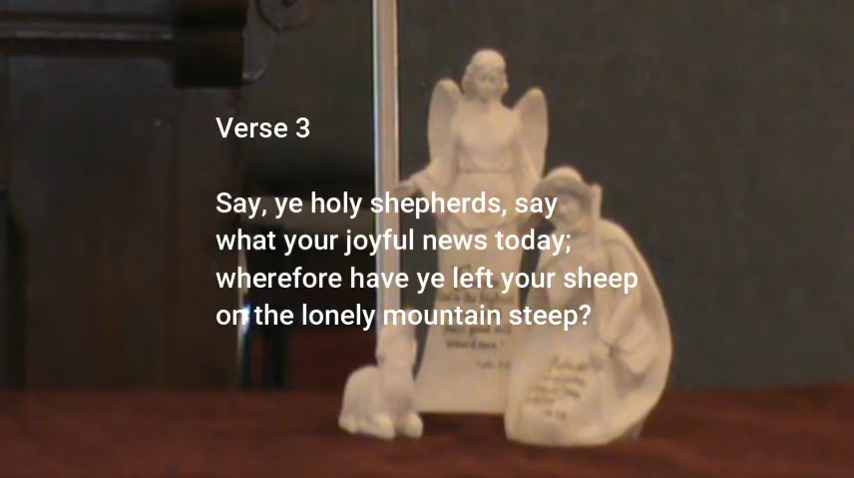 Verse 3
Say, ye holy shepherds, say
what your joyful news today;
wherefore have ye left your sheep
on the lonely mountain steep?